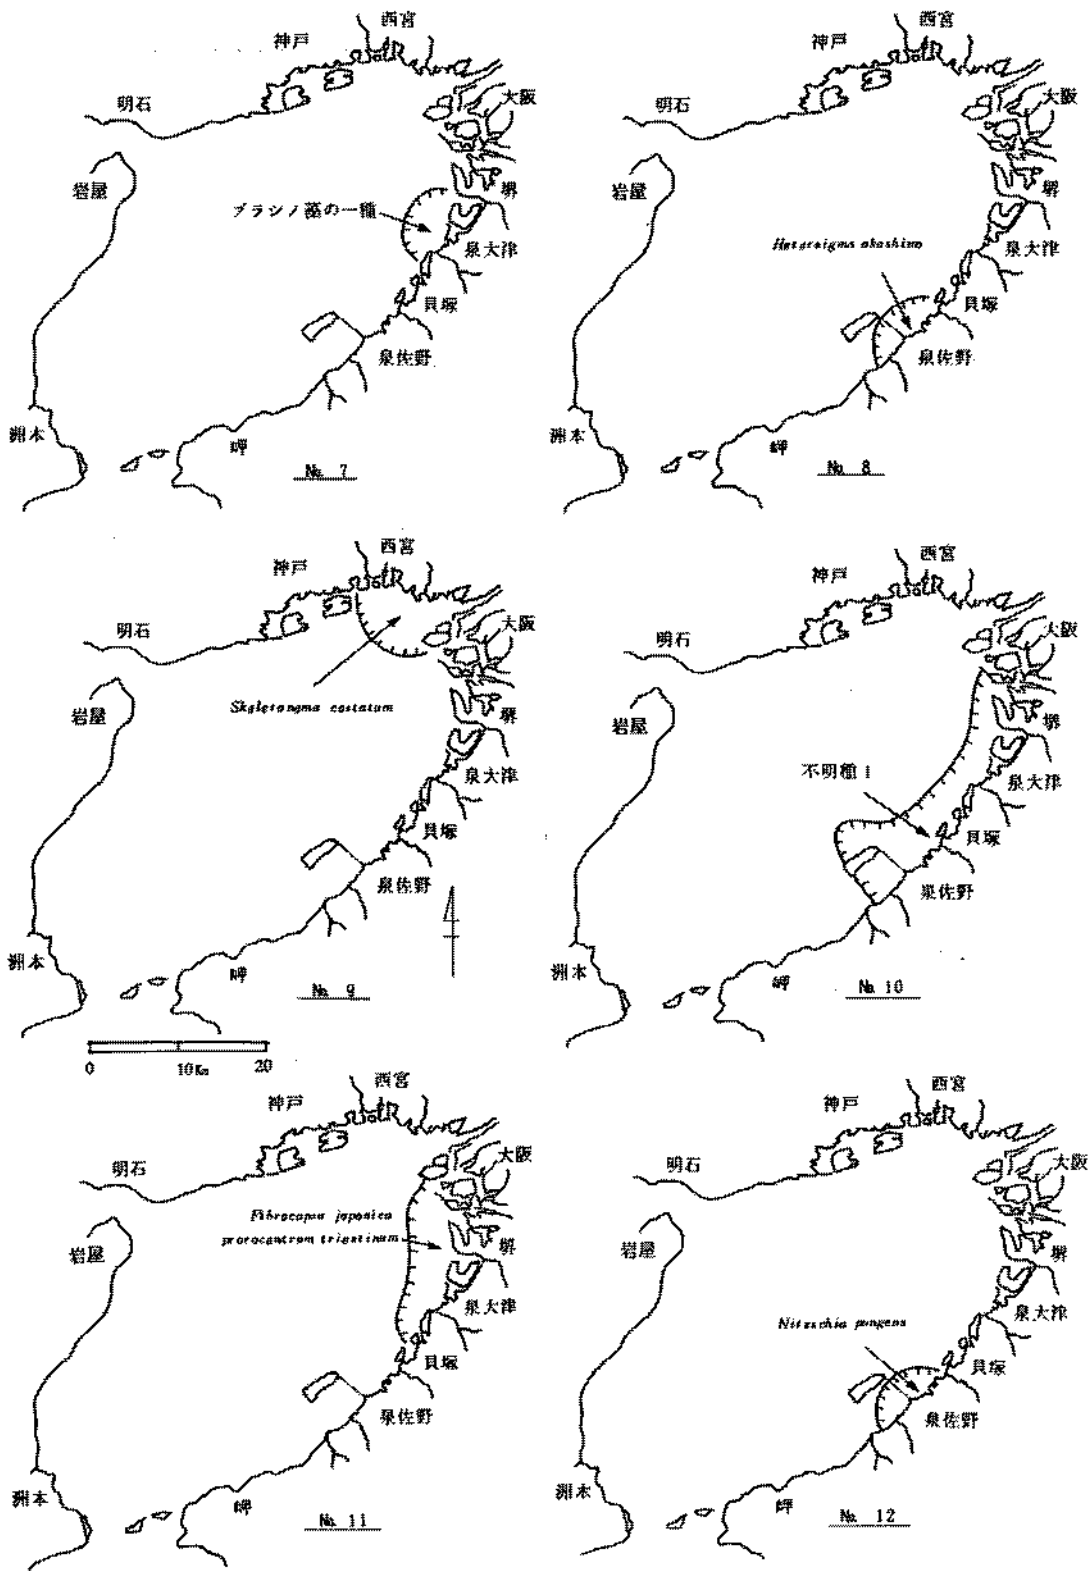 西宮
神戸
大阪
明石
岩屋
堺
ブラシノ藻の一種
泉大津
貝塚
泉佐野
洲本
岬
No. 7
西宮
神戸
大阪
明石
岩屋
堺
Heterosigma akashiwo
泉大津
貝塚
泉佐野
洲本
岬
No. 8
西宮
神戸
大阪
明石
岩屋
Skeletonema costatum
堺
泉大津
貝塚
泉佐野
洲本
岬
No. 9
0 10Km 20
西宮
神戸
大阪
明石
岩屋
堺
不明種1
泉大津
貝塚
泉佐野
洲本
岬
No. 10
西宮
神戸
大阪
明石
Fibrocapsa japonica
prorocentrum triestinum
岩屋
堺
泉大津
貝塚
泉佐野
洲本
岬
No. 11
西宮
神戸
大阪
明石
岩屋
堺
泉大津
Nitzschia pungens
貝塚
泉佐野
洲本
岬
No. 12